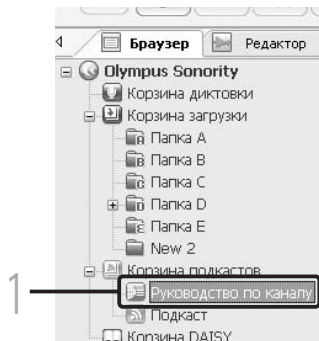 Браузер Редактор
Olympus Sonority
Корзина диктовки
Корзина загрузки
Папка A
Папка B
Папка C
Папка D
Папка E
New 2
Корзина подкастов
1 Руководство по каналу
Подкаст
Корзина DAISY